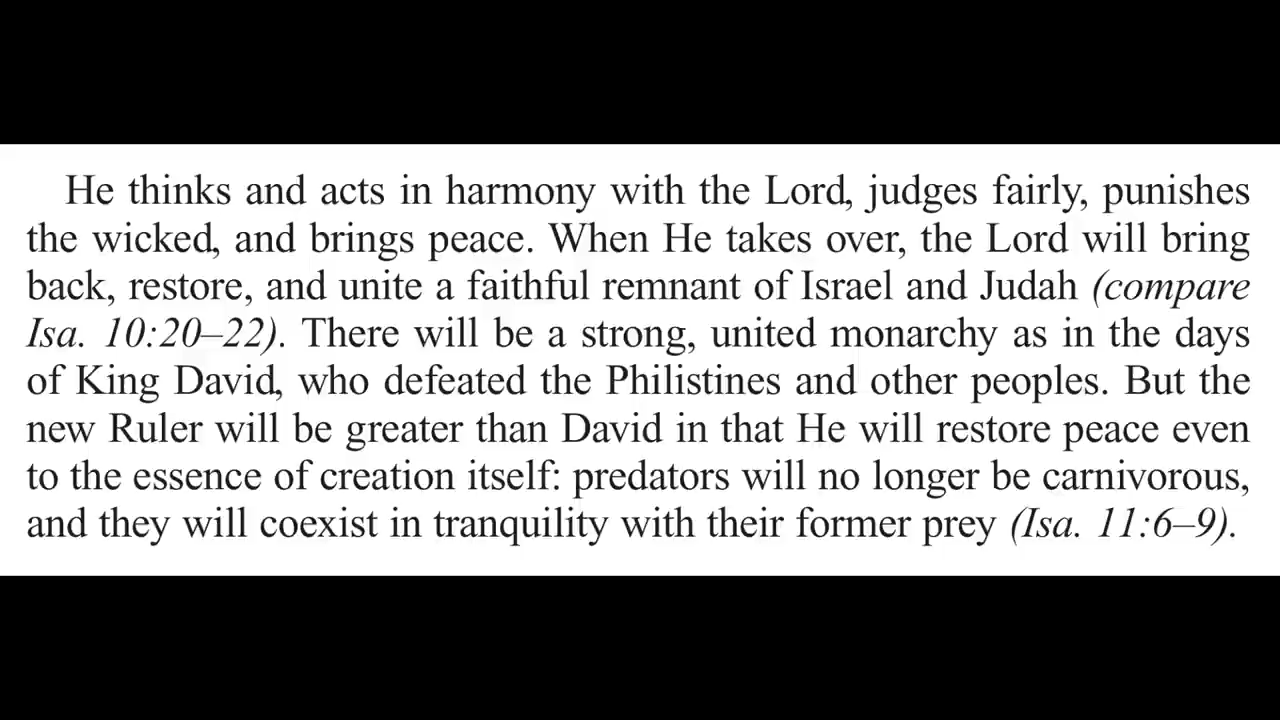 He thinks and acts in harmony with the Lord, judges fairly, punishes
the wicked, and brings peace. When He takes over, the Lord will bring
back, restore, and unite a faithful remnant of Israel and Judah (compare
Isa. 10:20–22). There will be a strong, united monarchy as in the days
of King David, who defeated the Philistines and other peoples. But the
new Ruler will be greater than David in that He will restore peace even
to the essence of creation itself: predators will no longer be carnivorous,
and they will coexist in tranquility with their former prey (Isa. 11:6–9).